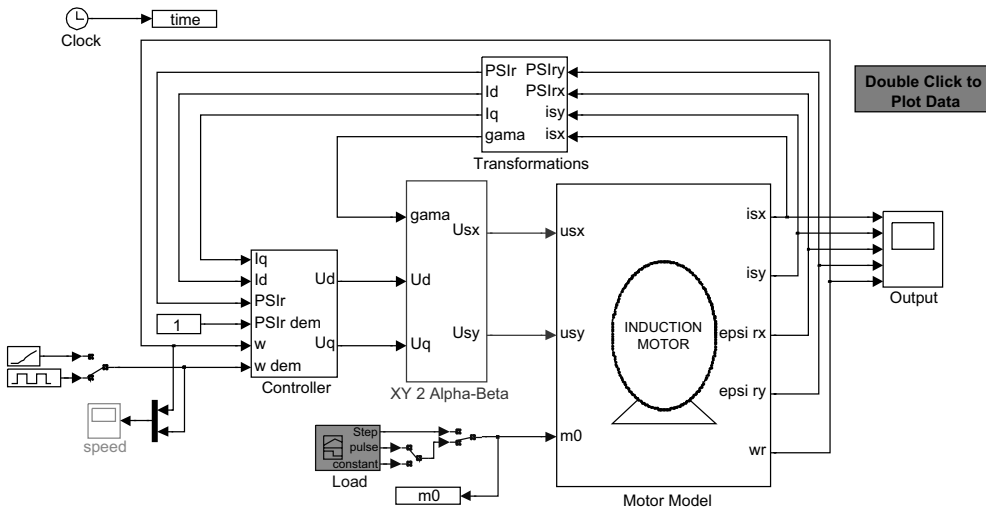 time
Clock
PSIr PSIry
Id PSIrx
Iq isy
gama isx
Transformations
Double Click to
Plot Data
gama
Usx
Ud
Usy
Uq
XY 2 Alpha-Beta
Iq
Id Ud
PSIr
PSIr dem
w Uq
w dem
Controller
1
speed
isx
usx
isy
INDUCTION
MOTOR
usy
epsi rx
epsi ry
m0
wr
Motor Model
Output
Step
pulse
constant
Load
m0